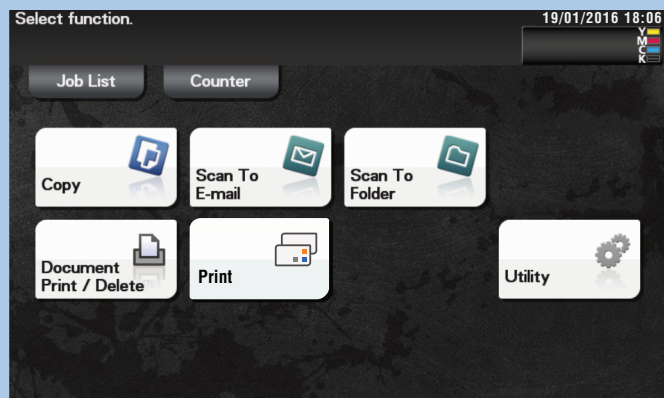 Select function.
19/01/2016 18:06
Y
M
C
K
Job List
Counter
Copy
Scan To
E-mail
Scan To
Folder
Document
Print / Delete
Print
Utility